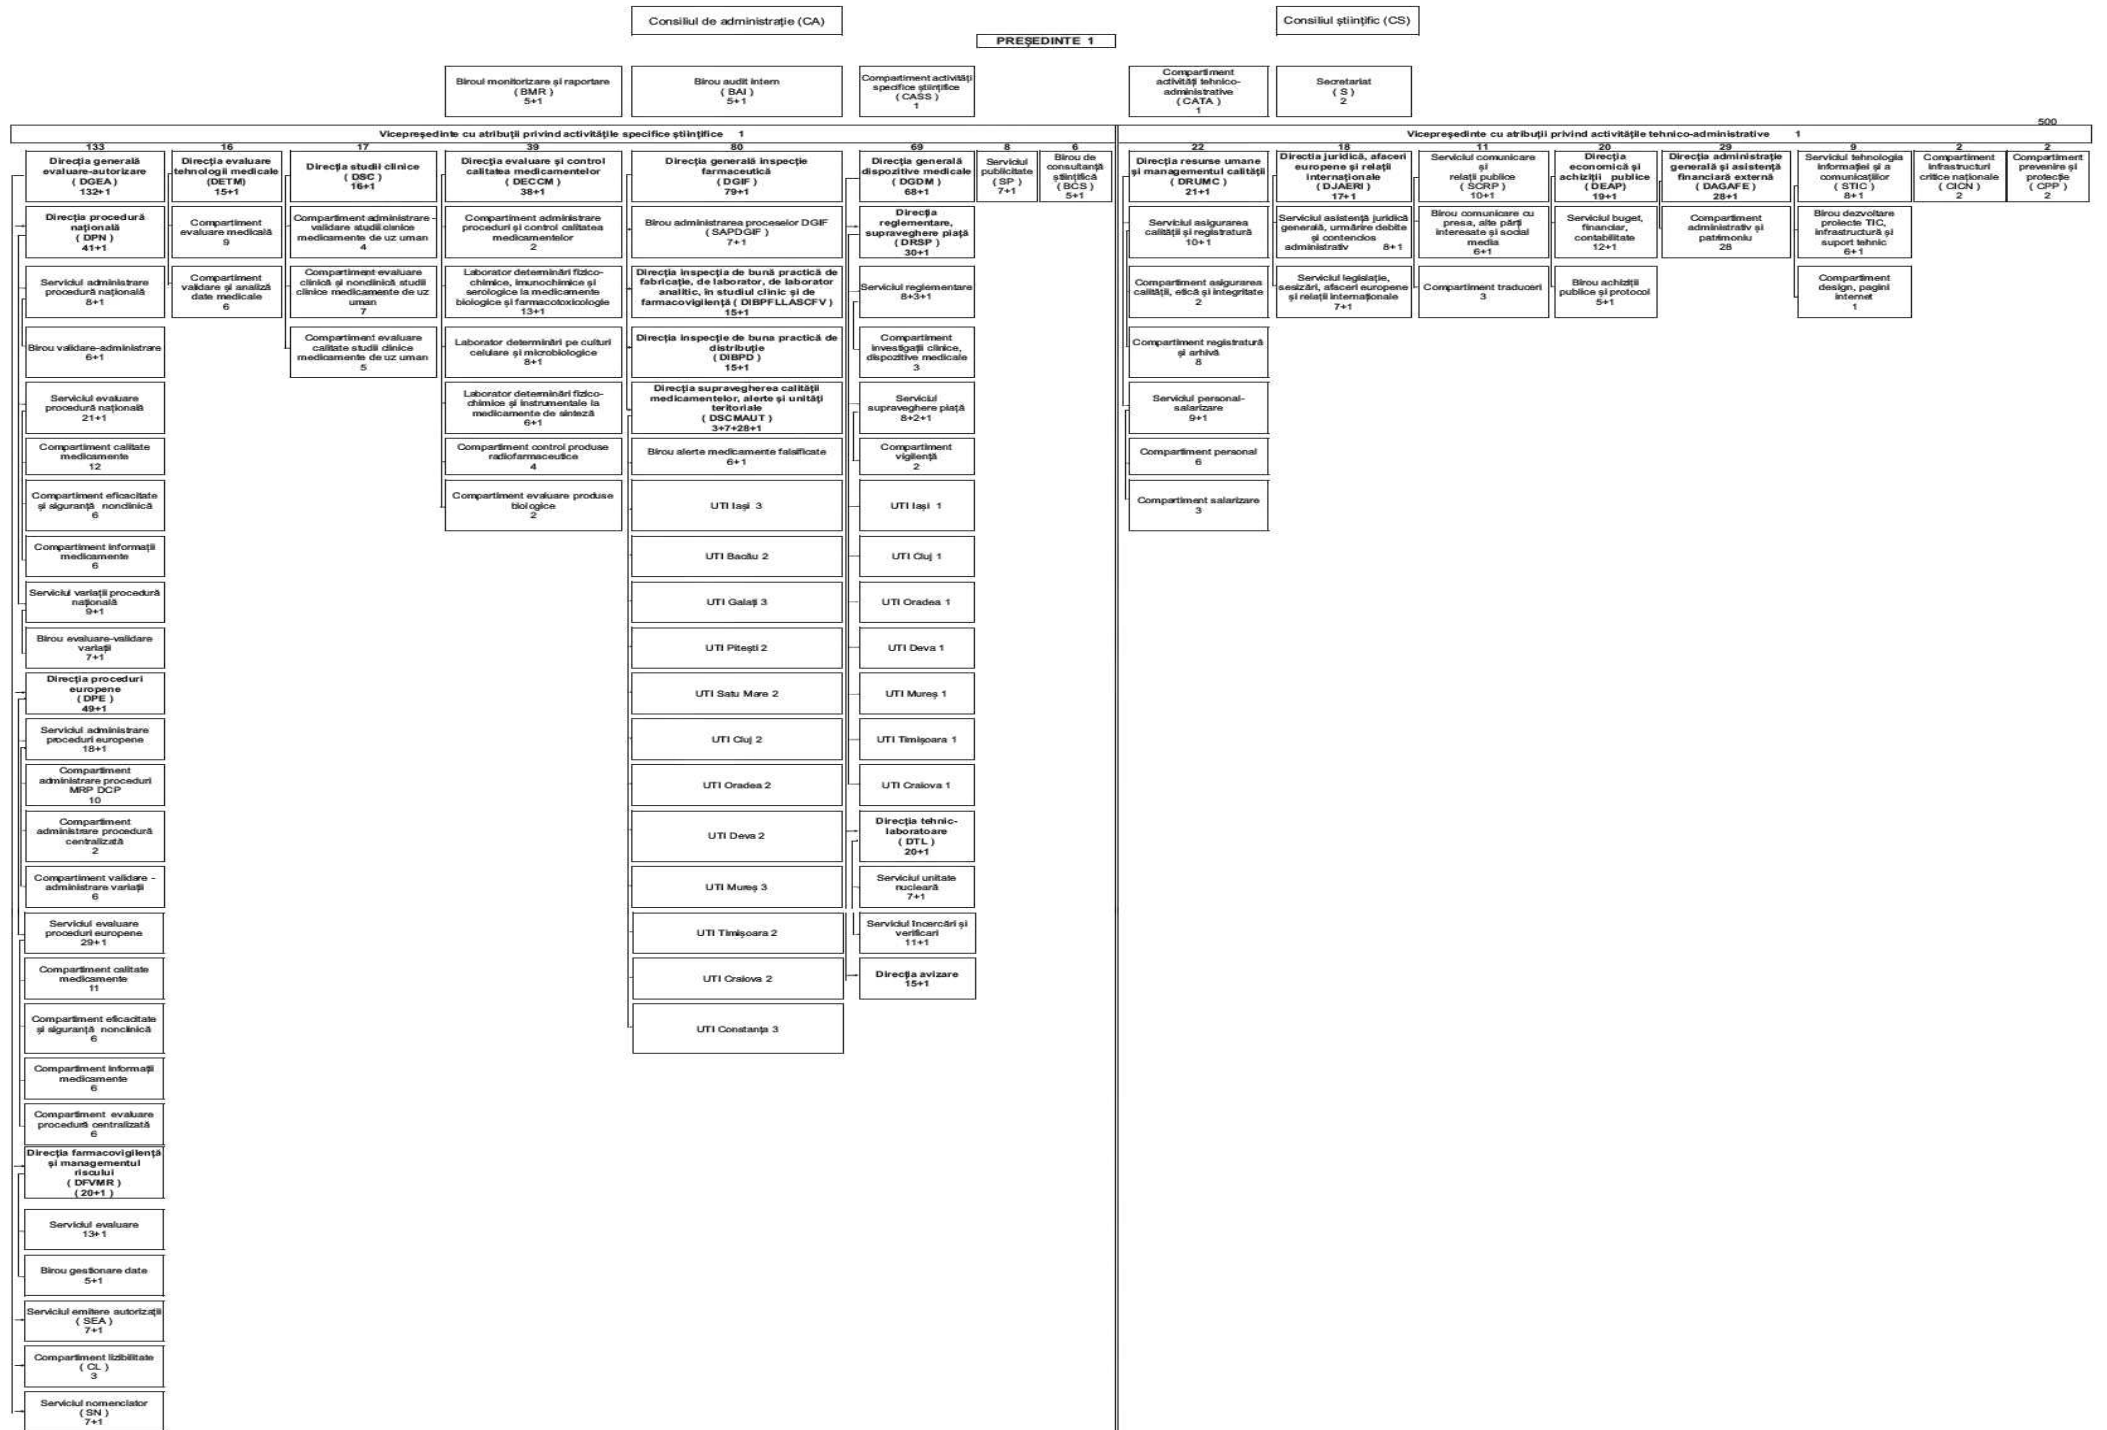 Consiliul de administrație (CA)
Consiliul științific (CS)
PREȘEDINTE 1
Biroul monitorizare și raportare
( BMR )
5+1
Birou audit intern
( BAI )
5+1
Compartiment activități
specifice științifice
( CASS )
1
Compartiment
activități tehnico-
administrative
( CATA )
1
Secretariat
( S )
2
500
Vicepreședinte cu atribuții privind activitățile specifice științifice 1
Vicepreședinte cu atribuții privind activitățile tehnico-administrative 1
133
Direcția generală
evaluare-autorizare
(DGEA)
132+1
Direcția procedură
națională
(DPN)
41+1
Serviciul administrare
procedură națională
8+1
Birou validare-administrare
6+1
Serviciul evaluare
procedură națională
21+1
Compartiment calitate
medicamente
12
Compartiment eficacitate
și siguranță nonclinică
6
Compartiment informații
medicamente
6
Serviciul variații procedură
națională
9+1
Birou evaluare-validare
variații
7+1
Direcția proceduri
europene
( DPE )
49+1
Serviciul administrare
proceduri europene
18+1
Compartiment
administrare proceduri
MRP DCP
10
Compartiment
administrare procedură
centralizată
2
Compartiment validare -
administrare variații
6
Serviciul evaluare
proceduri europene
29+1
Compartiment calitate
medicamente
11
Compartiment eficacitate
și siguranță nonclinică
6
Compartiment informații
medicamente
6
Compartiment evaluare
procedură centralizată
6
Direcția farmacovigilență
și managementul
riscului
( DFVMR )
( 20+1 )
Serviciul evaluare
13+1
Birou gestionare date
5+1
Serviciul emitere autorizații
( SEA )
7+1
Compartiment lizibilitate
( CL )
3
Serviciul nomenclator
( SN )
7+1
16
Direcția evaluare
tehnologii medicale
(DETM)
15+1
Compartiment
evaluare medicală
9
Compartiment
validare și analiză
date medicale
6
17
Direcția studii clinice
( DSC )
16+1
Compartiment administrare -
validare studii clinice
medicamente de uz uman
4
Compartiment evaluare
clinică și nonclinică studii
clinice medicamente de uz
uman
7
Compartiment evaluare
calitate studii clinice
medicamente de uz uman
5
39
Direcția evaluare și control
calitatea medicamentelor
(DECCM)
38+1
Compartiment administrare
proceduri și control calitatea
medicamentelor
2
Laborator determinări fizico-
chimice, imunochimice și
serologice la medicamente
biologice și farmacotoxicologie
13+1
Laborator determinări pe culturi
celulare și microbiologice
8+1
Laborator determinări fizico-
chimice și instrumentale la
medicamente de sinteză
6+1
Compartiment control produse
radiofarmaceutice
4
Compartiment evaluare produse
biologice
2
80
Direcția generală inspecție
farmaceutică
( DGIF )
79+1
Birou administrarea proceselor DGIF
( SAPDGIF )
7+1
Direcția inspecția de bună practică de
fabricație, de laborator, de laborator
analitic, în studiul clinic și de
farmacovigilență ( DIBPFLLASCFV )
15+1
Direcția inspecție de buna practică de
distribuție
( DIBPD )
15+1
Direcția supravegherea calității
medicamentelor, alerte și unități
teritoriale
( DSCMAUT )
3+7+28+1
Birou alerte medicamente falsificate
6+1
UTI Iași 3
UTI Bacău 2
UTI Galați 3
UTI Pitești 2
UTI Satu Mare 2
UTI Cluj 2
UTI Oradea 2
UTI Deva 2
UTI Mureș 3
UTI Timișoara 2
UTI Craiova 2
UTI Constanța 3
69
Direcția generală
dispozitive medicale
( DGDM )
68+1
Direcția
reglementare,
supraveghere piață
(DRSP)
30+1
Serviciul reglementare
8+3+1
Compartiment
investigații clinice,
dispozitive medicale
3
Serviciul
supraveghere piață
8+2+1
Compartiment
vigilență
2
UTI Iași 1
UTI Cluj 1
UTI Oradea 1
UTI Deva 1
UTI Mureș 1
UTI Timișoara 1
UTI Craiova 1
Direcția tehnic-
laboratoare
( DTL )
20+1
Serviciul unitate
nucleară
7+1
Serviciul încercări și
verificari
11+1
Direcția avizare
15+1
8
Serviciul
publicitate
( SP )
7+1
6
Birou de
consultanță
științifică
( BCS )
5+1
22
Direcția resurse umane
și managementul calității
( DRUMC )
21+1
Serviciul asigurarea
calității și registratură
10+1
Compartiment asigurarea
calității, etică și integritate
2
Compartiment registratură
și arhivă
8
Serviciul personal-
salarizare
9+1
Compartiment personal
6
Compartiment salarizare
3
18
Directia juridică, afaceri
europene și relații
internaționale
( DJAERI )
17+1
Serviciul asistență juridică
generală, urmărire debite
și contencios
administrativ 8+1
Serviciul legislație,
sesizări, afaceri europene
și relații internaționale
7+1
11
Serviciul comunicare
și
relații publice
( SCRP )
10+1
Birou comunicare cu
presa, alte părți
interesate și social
media
6+1
Compartiment traduceri
3
20
Direcția
economică și
achiziții publice
( DEAP )
19+1
Serviciul buget,
financiar,
contabilitate
12+1
Birou achiziții
publice și protocol
5+1
29
Direcția administrație
generală și asistență
financiară externă
( DAGAFE )
28+1
Compartiment
administrativ și
patrimoniu
28
9
Serviciul tehnologia
informației și a
comunicațiilor
( STIC )
8+1
Birou dezvoltare
proiecte TIC,
infrastructură și
suport tehnic
6+1
Compartiment
design, pagini
internet
1
2
Compartiment
infrastructuri
critice naționale
( CICN )
2
2
Compartiment
prevenire și
protecție
( CPP )
2